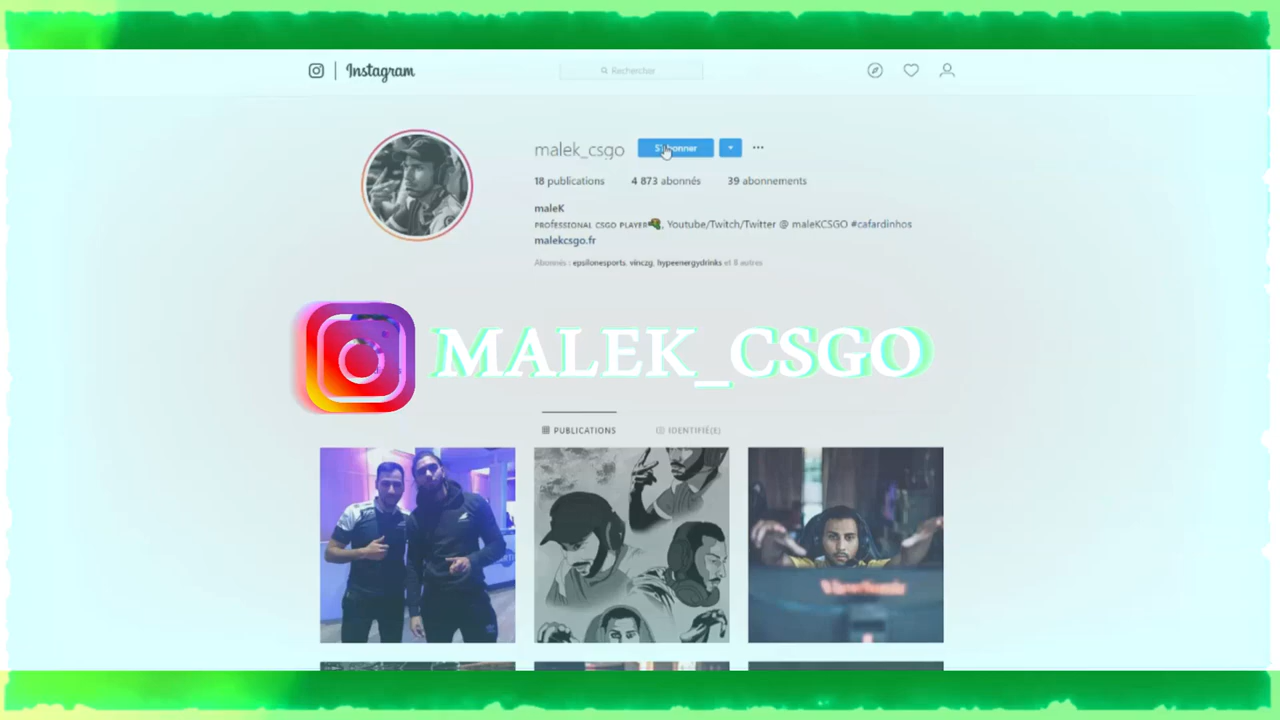 Instagram
Rechercher
malek_csgo S'abonner
18 publications 4 873 abonnés 39 abonnements
maleK
PROFESSIONAL CSGO PLAYER, Youtube/Twitch/Twitter @ maleKCSGO #cafardinhos
malekcsgo.fr
Abonnés : epsilonesports, vinczg, hypeenergydrinks et 8 autres
MALEK_CSGO
PUBLICATIONS IDENTIFIÉ(E)